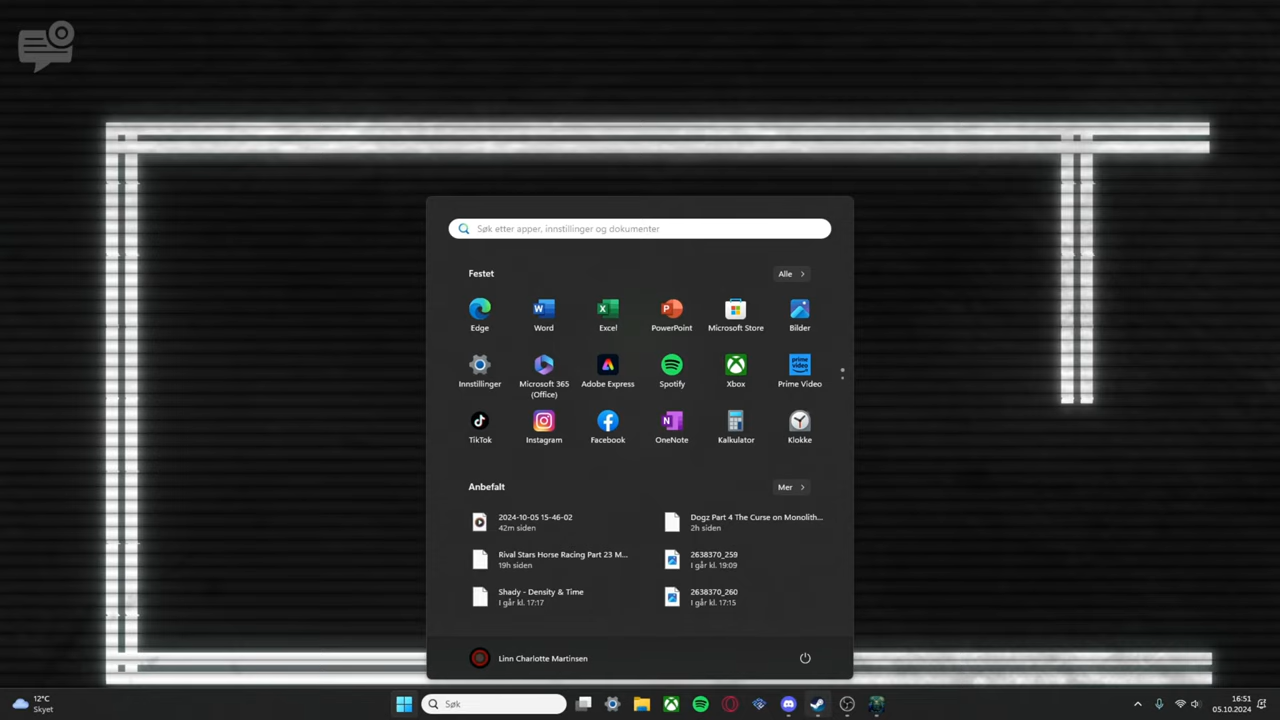 Søk etter apper, innstillinger og dokumenter
Festet
Alle
Edge
Word
Excel
PowerPoint
Microsoft Store
Bilder
Innstillinger
Microsoft 365
(Office)
Adobe Express
Spotify
Xbox
prime video
Prime Video
TikTok
Instagram
Facebook
OneNote
Kalkulator
Klokke
Anbefalt
Mer
2024-10-05 15-46-02
42m siden
Dogz Part 4 The Curse on Monolith...
2h siden
Rival Stars Horse Racing Part 23 M...
19h siden
2638370_259
I går kl. 19:09
Shady - Density & Time
I går kl. 17:17
2638370_260
I går kl. 17:15
Linn Charlotte Martinsen
12°C
Skyet
Søk
16:51
05.10.2024